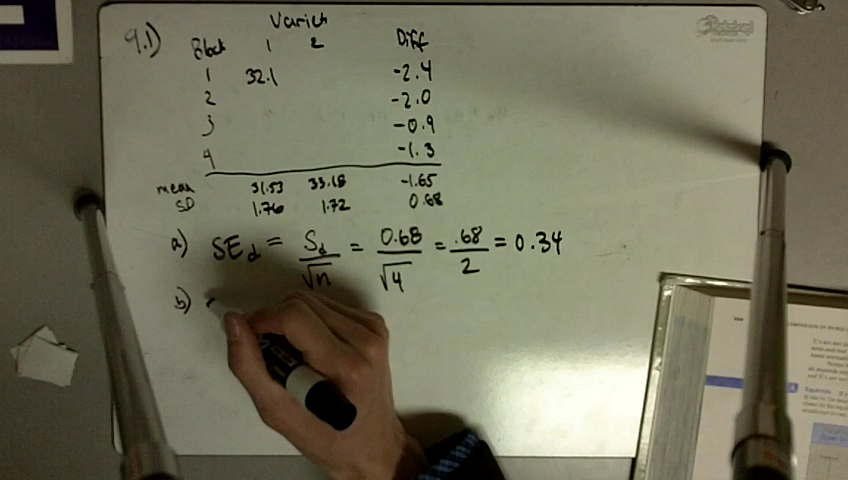 9.1) Variety
Block 1 2 Diff
1 32.1 -2.4
2 -2.0
3 -0.9
4 -1.3
mean 31.53 33.18 -1.65
SD 1.76 1.72 0.68
a) SEd = Sd/√n = 0.68/√4 = .68/2 = 0.34
b)